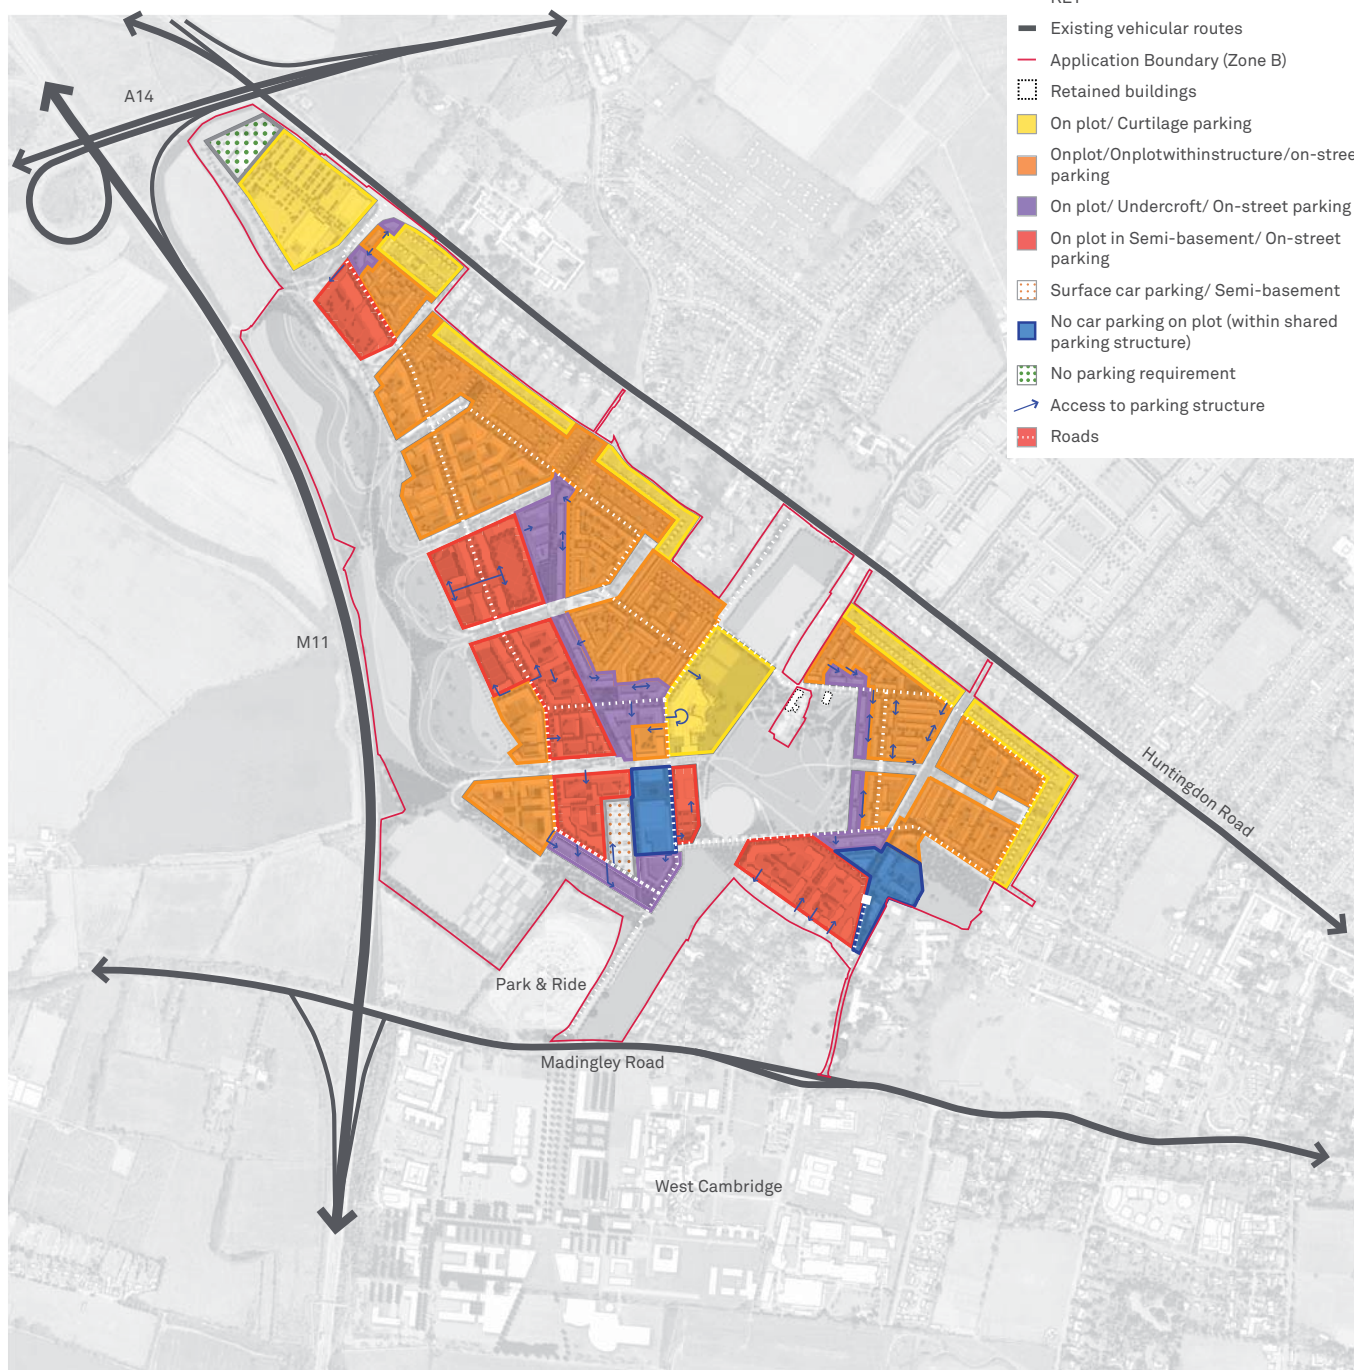 Existing vehicular routes
Application Boundary (Zone B)
Retained buildings
On plot/ Curtilage parking
Onplot/Onplotwithinstructure/on-stree
parking
On plot/ Undercroft/ On-street parking
On plot in Semi-basement/ On-street
parking
Surface car parking/ Semi-basement
No car parking on plot (within shared
parking structure)
No parking requirement
Access to parking structure
Roads
A14
M11
Huntingdon Road
Park & Ride
Madingley Road
West Cambridge